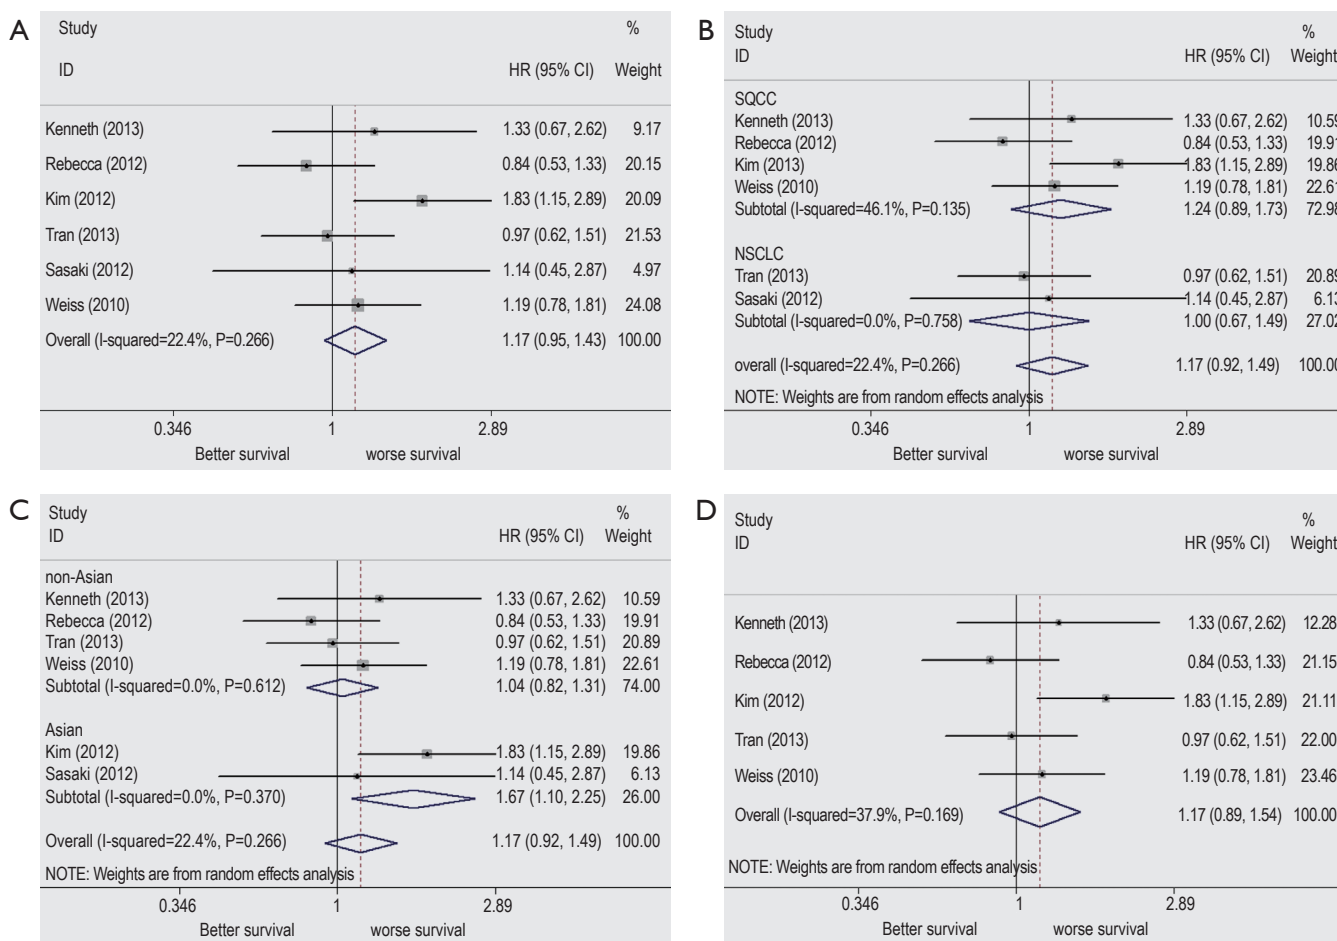 A
Study %
ID HR (95% CI) Weight
Kenneth (2013) 1.33 (0.67, 2.62) 9.17
Rebecca (2012) 0.84 (0.53, 1.33) 20.15
Kim (2012) 1.83 (1.15, 2.89) 20.09
Tran (2013) 0.97 (0.62, 1.51) 21.53
Sasaki (2012) 1.14 (0.45, 2.87) 4.97
Weiss (2010) 1.19 (0.78, 1.81) 24.08
Overall (I-squared=22.4%, P=0.266) 1.17 (0.95, 1.43) 100.00
0.346 1 2.89
Better survival worse survival
B
Study %
ID HR (95% CI) Weight
SQCC
Kenneth (2013) 1.33 (0.67, 2.62) 10.59
Rebecca (2012) 0.84 (0.53, 1.33) 19.91
Kim (2013) 1.83 (1.15, 2.89) 19.86
Weiss (2010) 1.19 (0.78, 1.81) 22.61
Subtotal (I-squared=46.1%, P=0.135) 1.24 (0.89, 1.73) 72.98
NSCLC
Tran (2013) 0.97 (0.62, 1.51) 20.89
Sasaki (2012) 1.14 (0.45, 2.87) 6.13
Subtotal (I-squared=0.0%, P=0.758) 1.00 (0.67, 1.49) 27.02
overall (I-squared=22.4%, P=0.266) 1.17 (0.92, 1.49) 100.00
NOTE: Weights are from random effects analysis
0.346 1 2.89
Better survival worse survival
C
Study %
ID HR (95% CI) Weight
non-Asian
Kenneth (2013) 1.33 (0.67, 2.62) 10.59
Rebecca (2012) 0.84 (0.53, 1.33) 19.91
Tran (2013) 0.97 (0.62, 1.51) 20.89
Weiss (2010) 1.19 (0.78, 1.81) 22.61
Subtotal (I-squared=0.0%, P=0.612) 1.04 (0.82, 1.31) 74.00
Asian
Kim (2012) 1.83 (1.15, 2.89) 19.86
Sasaki (2012) 1.14 (0.45, 2.87) 6.13
Subtotal (I-squared=0.0%, P=0.370) 1.67 (1.10, 2.25) 26.00
Overall (I-squared=22.4%, P=0.266) 1.17 (0.92, 1.49) 100.00
NOTE: Weights are from random effects analysis
0.346 1 2.89
Better survival worse survival
D
Study %
ID HR (95% CI) Weight
Kenneth (2013) 1.33 (0.67, 2.62) 12.28
Rebecca (2012) 0.84 (0.53, 1.33) 21.15
Kim (2012) 1.83 (1.15, 2.89) 21.11
Tran (2013) 0.97 (0.62, 1.51) 22.00
Weiss (2010) 1.19 (0.78, 1.81) 23.46
Overall (I-squared=37.9%, P=0.169) 1.17 (0.89, 1.54) 100.00
NOTE: Weights are from random effects analysis
0.346 1 2.89
Better survival worse survival